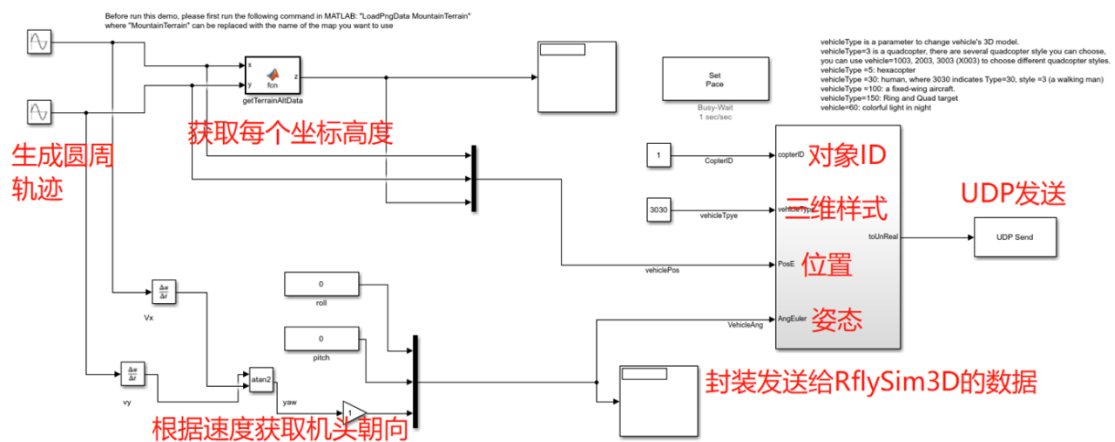 Before run this demo, please first run the following command in MATLAB: "LoadPngData MountainTerrain"
where "MountainTerrain" can be replaced with the name of the map you want to use
vehicleType is a parameter to change vehicle's 3D model.
vehicleType=3 is a quadcopter, there are several quadcopter style you can choose,
you can use vehicle=1003, 2003, 3003 (X003) to choose different quadcopter styles.
vehicleType =5: hexacopter
vehicleType =30: human, where 3030 indicates Type=30, style =3 (a walking man)
vehicleType =100: a fixed-wing aircraft.
vehicleType=150: Ring and Quad target
vehicle=60: colorful light in night
x
y
fcn
z
getTerrainAltData
获取每个坐标高度
生成圆周
轨迹
Set
Pace
Busy-Wait
1 sec/sec
1
CopterID
copterID
对象ID
3030
vehicleTpye
vehicleType
三维样式
toUnReal
UDP发送
UDP Send
vehiclePos
PosE
位置
VehicleAng
AngEuler
姿态
封装发送给RflySim3D的数据
Δu
Δt
Vx
Δu
Δt
vy
0
roll
0
pitch
atan2
yaw
1
根据速度获取机头朝向